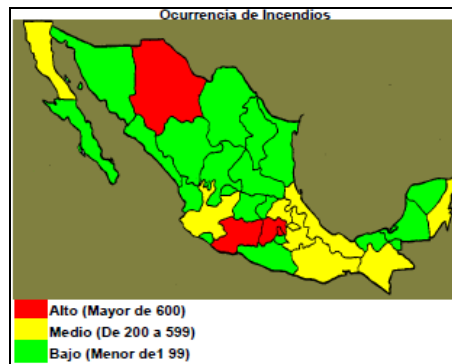 Ocurrencia de Incendios
Alto (Mayor de 600)
Medio (De 200 a 599)
Bajo (Menor de1 99)